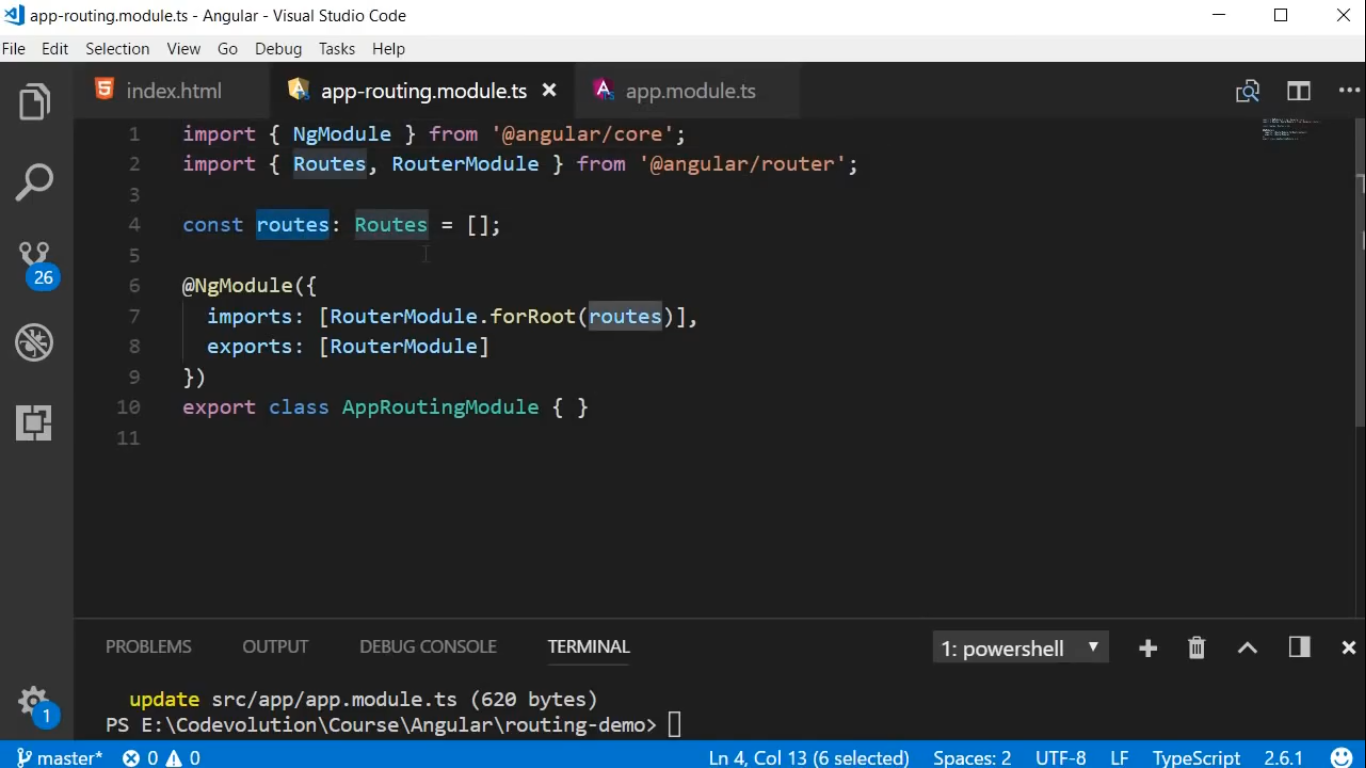 app-routing.module.ts - Angular - Visual Studio Code
File Edit Selection View Go Debug Tasks Help
index.html app-routing.module.ts app.module.ts
1 import { NgModule } from '@angular/core';
2 import { Routes, RouterModule } from '@angular/router';
3
4 const routes: Routes = [];
5
6 @NgModule({
7 imports: [RouterModule.forRoot(routes)],
8 exports: [RouterModule]
9 })
10 export class AppRoutingModule { }
11
26
PROBLEMS OUTPUT DEBUG CONSOLE TERMINAL 1: powershell
update src/app/app.module.ts (620 bytes)
PS E:\Codevolution\Course\Angular\routing-demo>
1
master* 0 0 Ln 4, Col 13 (6 selected) Spaces: 2 UTF-8 LF TypeScript 2.6.1